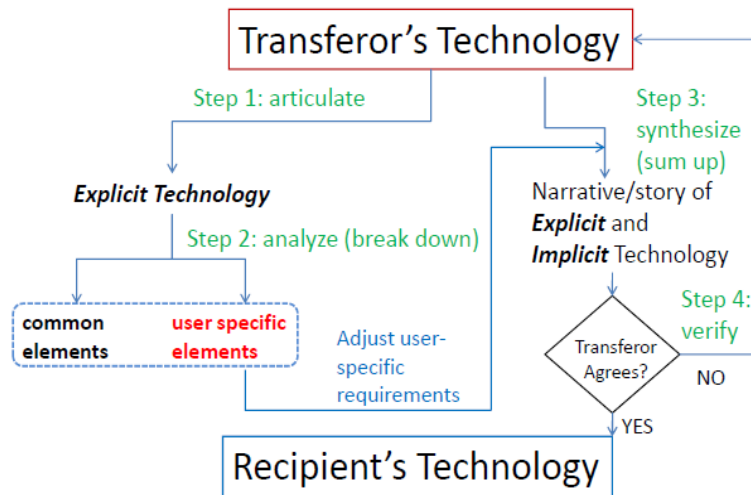 Transferor's Technology
Step 1: articulate
Step 3:
synthesize
(sum up)
Explicit Technology
Narrative/story of
Explicit and
Implicit Technology
Step 2: analyze (break down)
common
elements
user specific
elements
Adjust user-
specific
requirements
Step 4:
verify
Transferor
Agrees?
NO
YES
Recipient's Technology